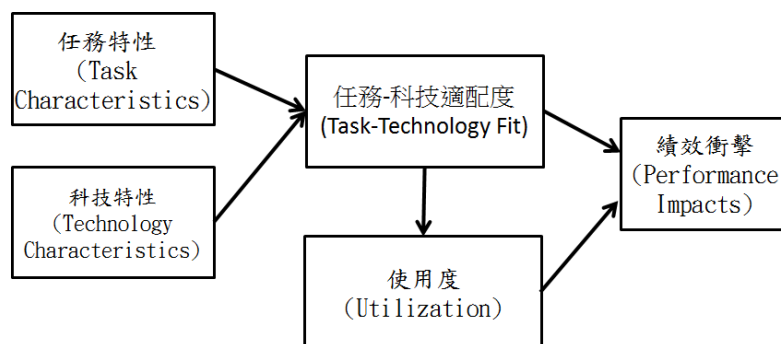 任務特性
(Task
Characteristics)
科技特性
(Technology
Characteristics)
任務-科技適配度
(Task-Technology Fit)
使用度
(Utilization)
績效衝擊
(Performance
Impacts)